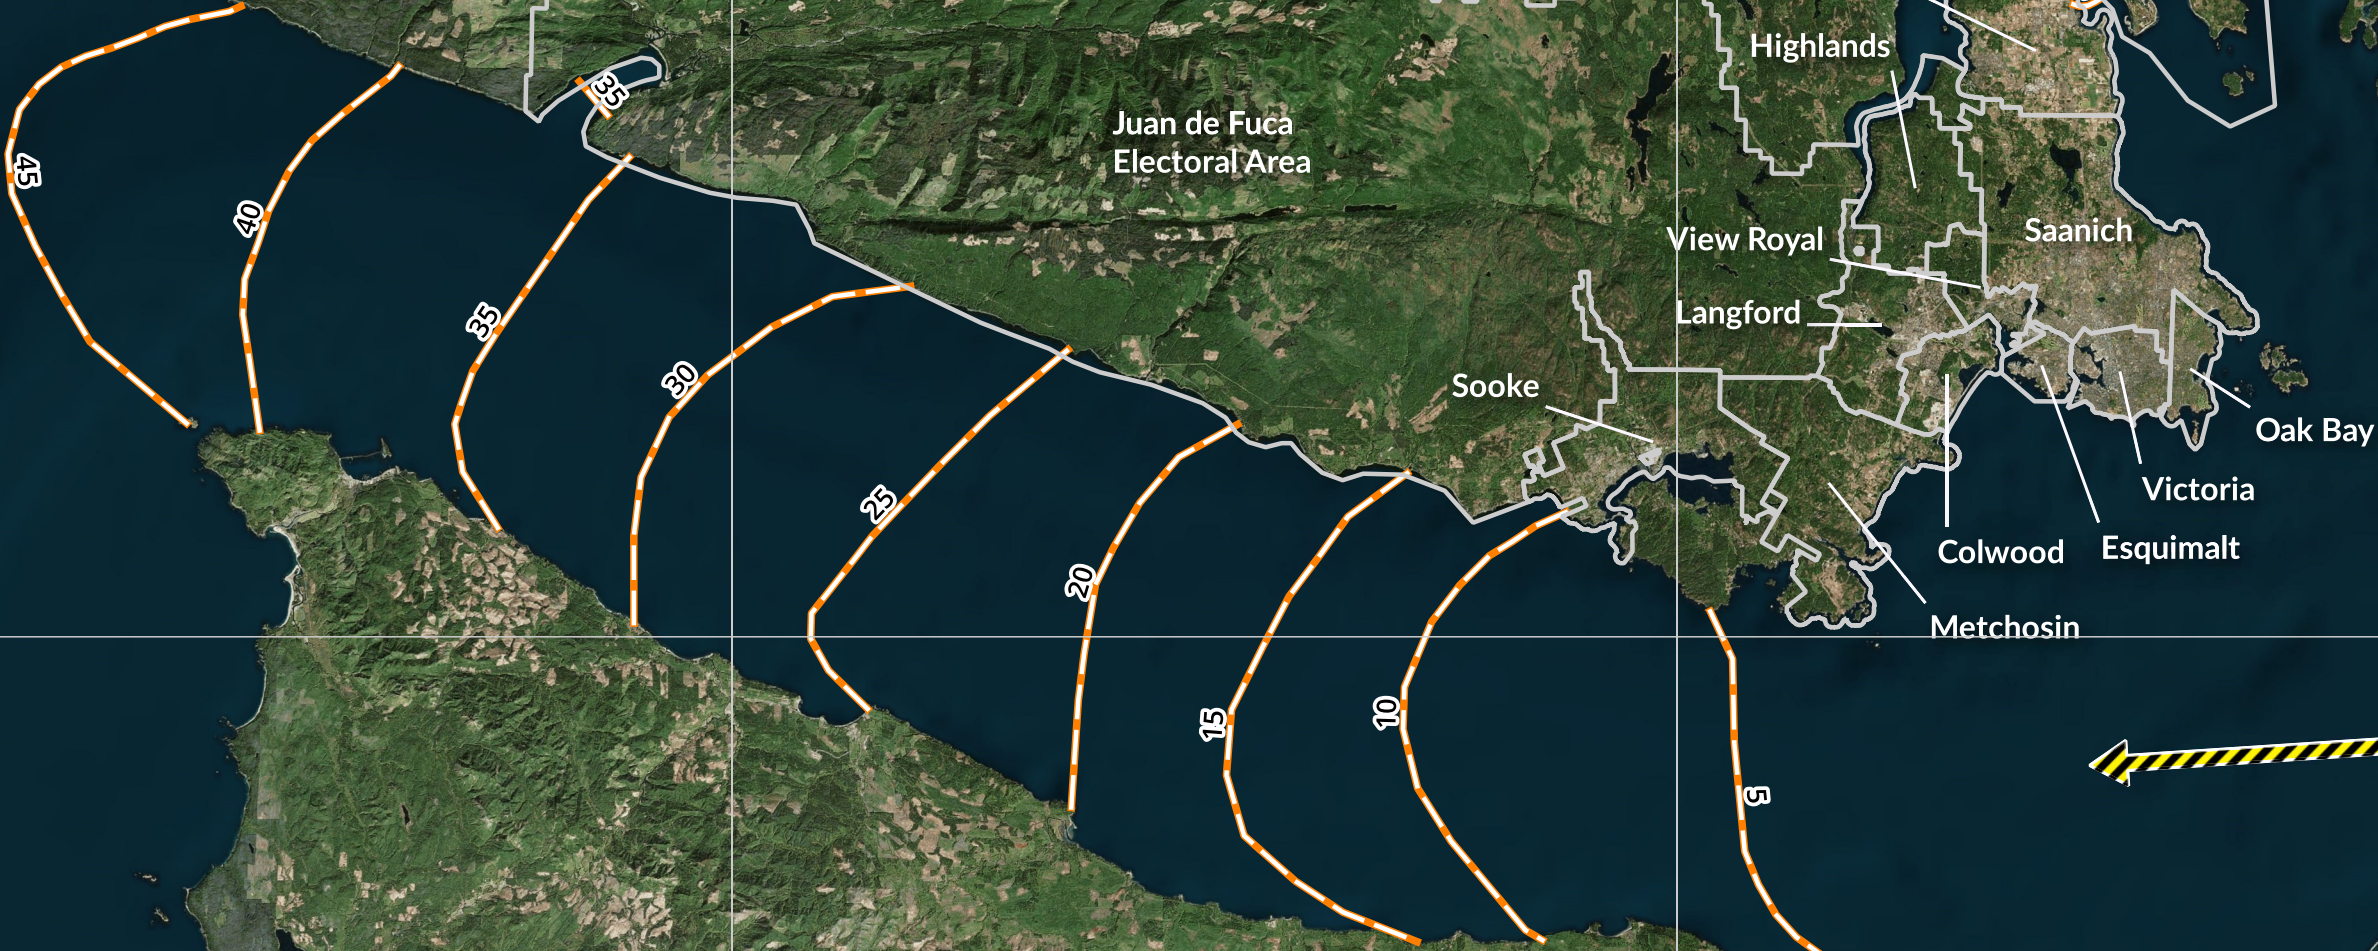 Highlands
35
Juan de Fuca
Electoral Area
45
40
View Royal
Saanich
Langford
35
30
Sooke
Oak Bay
25
Victoria
Colwood
Esquimalt
20
Metchosin
15
10
5